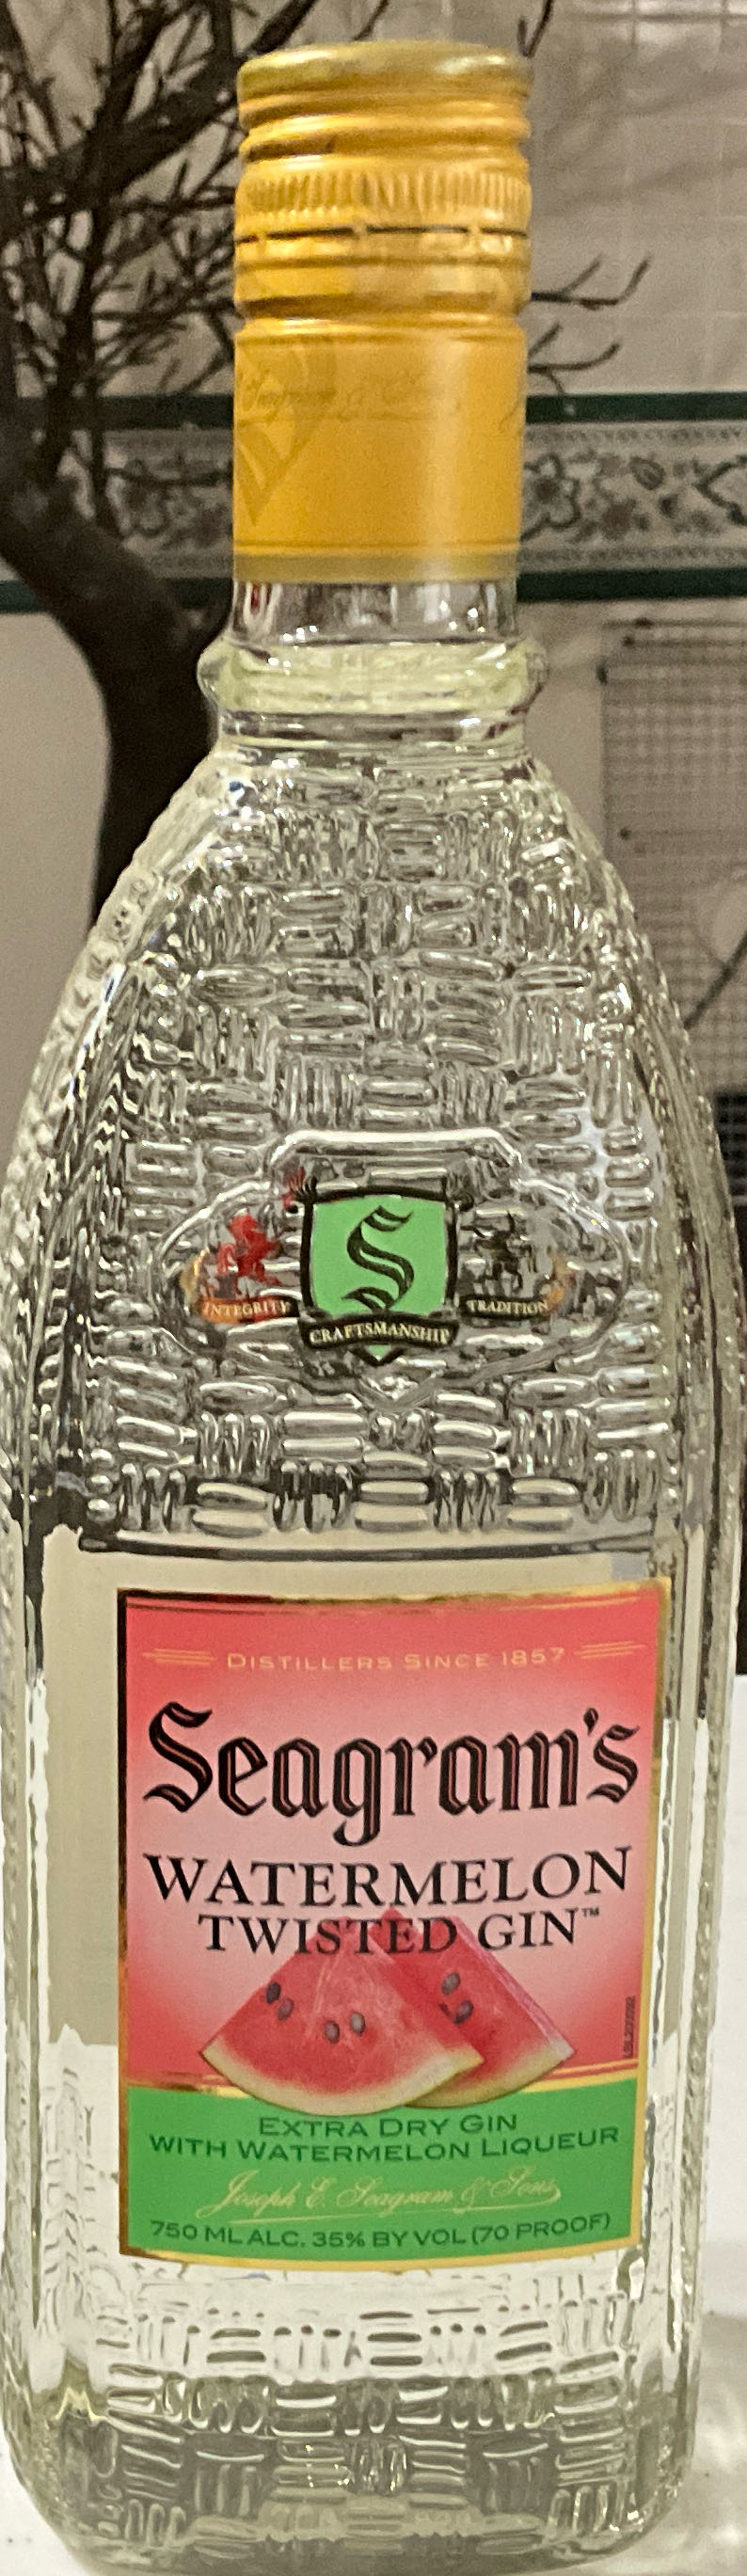 S
INTEGRITY
CRAFTSMANSHIP
TRADITION
DISTILLERS SINCE 1857
Seagram's
WATERMELON
TWISTED GIN™
EXTRA DRY GIN
WITH WATERMELON LIQUEUR
Joseph E. Seagram & Sons
750 ML ALC. 35% BY VOL (70 PROOF)